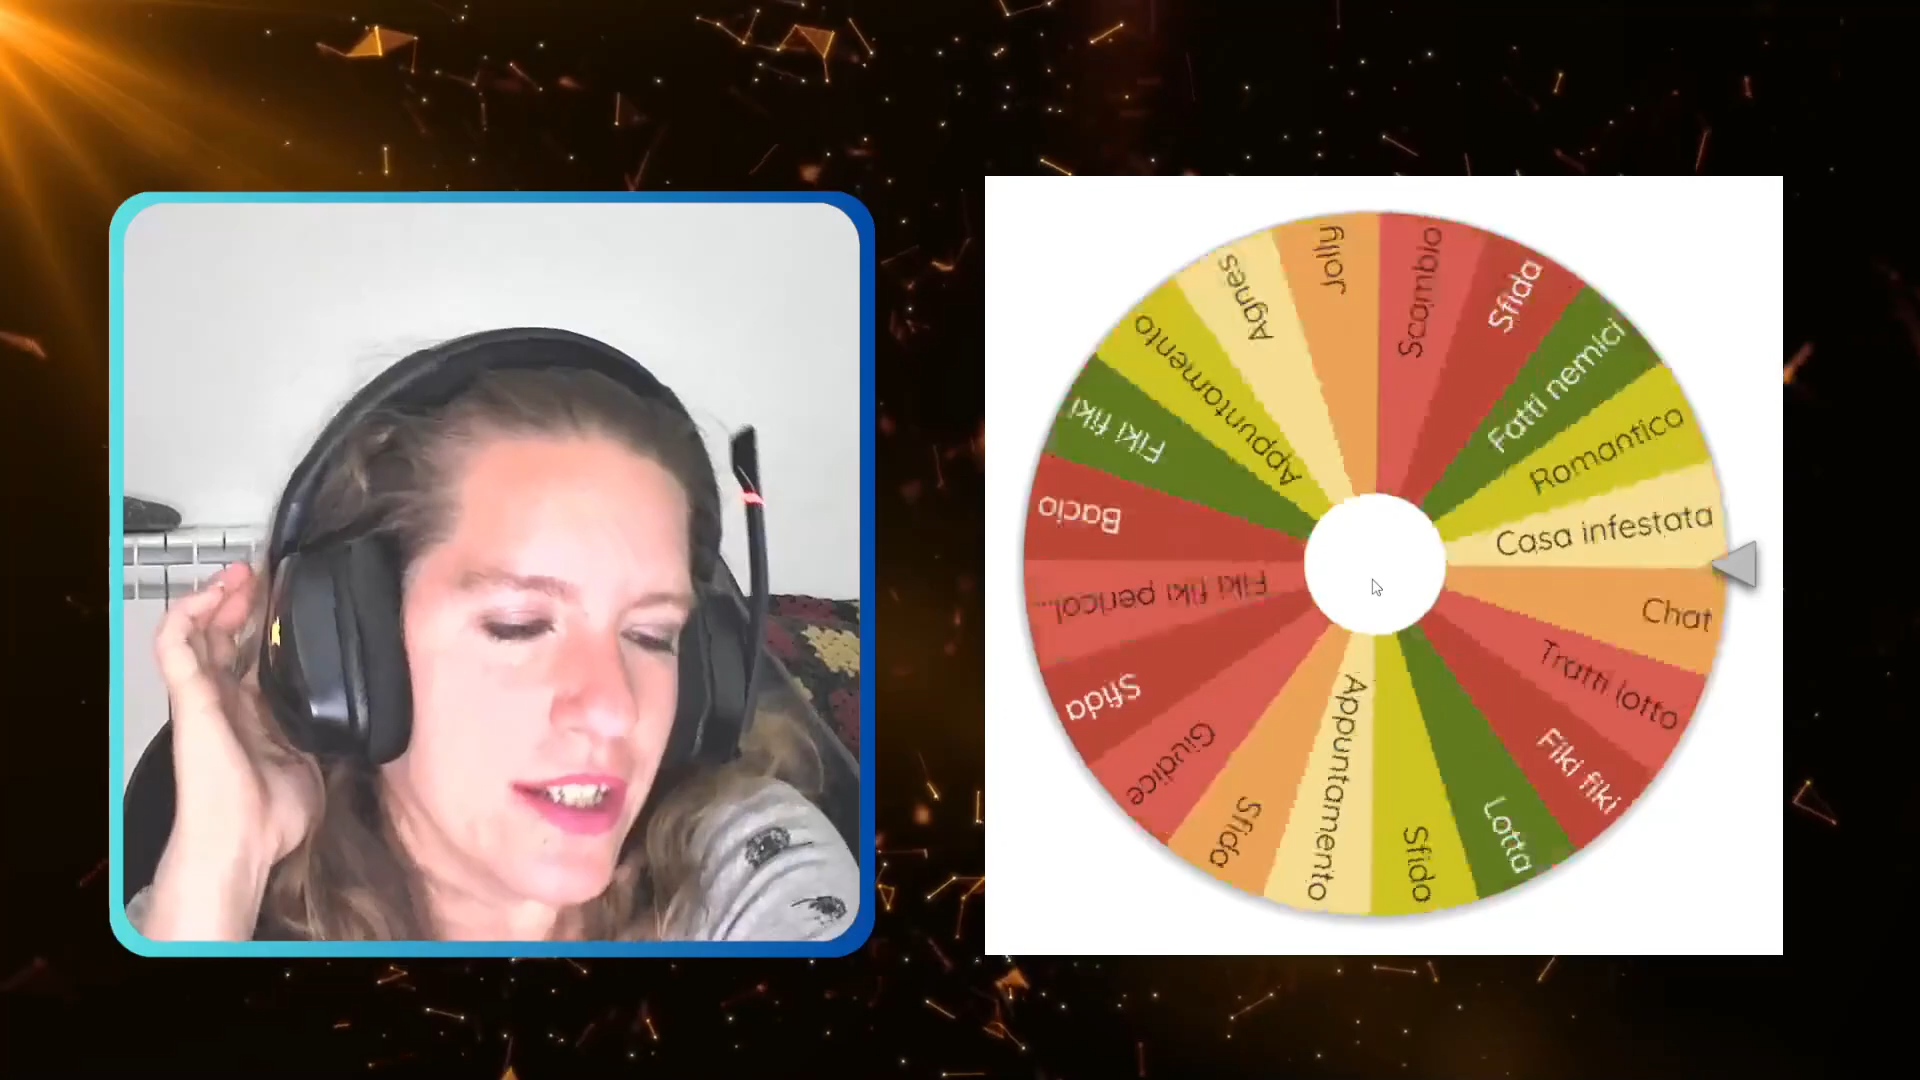 Jolly
Scambio
Sfida
Fatti nemici
Romantica
Casa infestata
Chat
Tratti lotto
Fiki fiki
Lotta
Sfida
Appuntamento
Sfida
Giudice
Sfida
Fiki fiki pericol...
Bacio
Fiki fiki
Appuntamento
Agnes